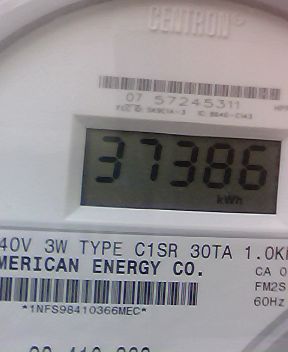 CENTRON®
07 57245311
37386
kWh
40V 3W TYPE C1SR 30TA 1.0K
MERICAN ENERGY CO.
CA 0
FM2S
60Hz
*1NFS98410366MEC*